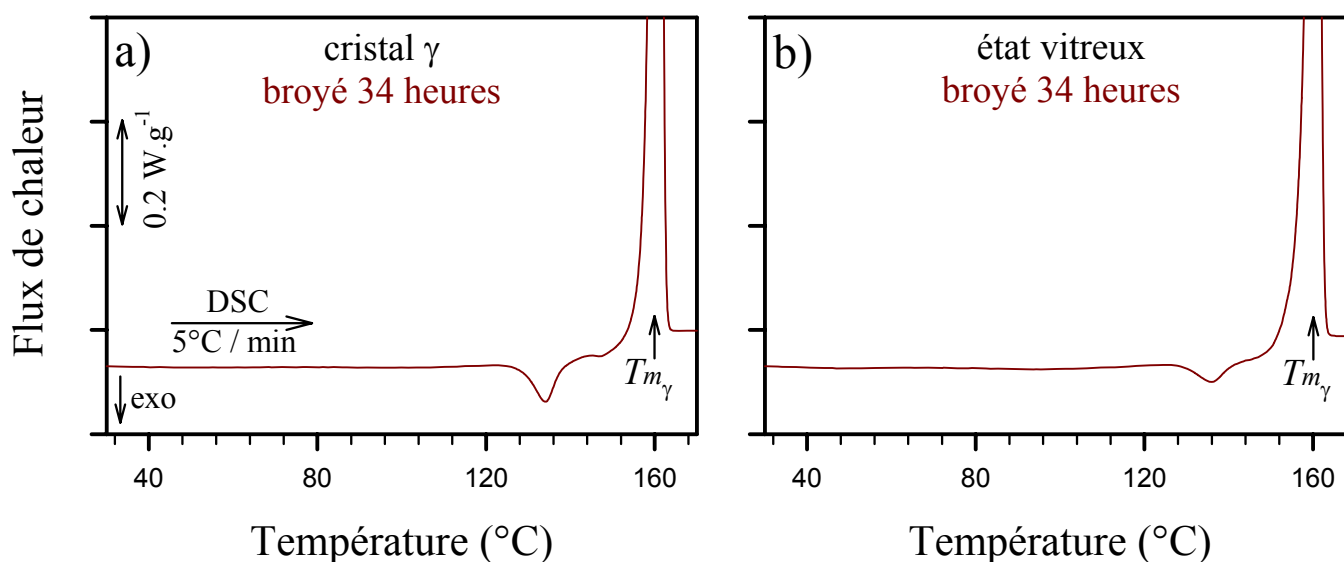 Flux de chaleur
a)
cristal γ
broyé 34 heures
0.2 W.g⁻¹
DSC
5°C / min
exo
Tmγ
40
80
120
160
Température (°C)
b)
état vitreux
broyé 34 heures
Tmγ
40
80
120
160
Température (°C)